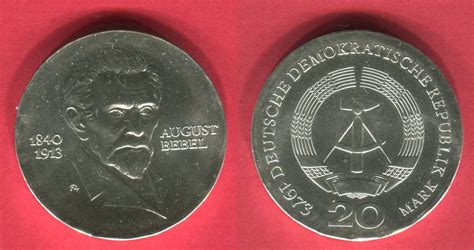 1840
1913
AUGUST
BEBEL
DEUTSCHE DEMOKRATISCHE REPUBLIK
1973
20
MARK